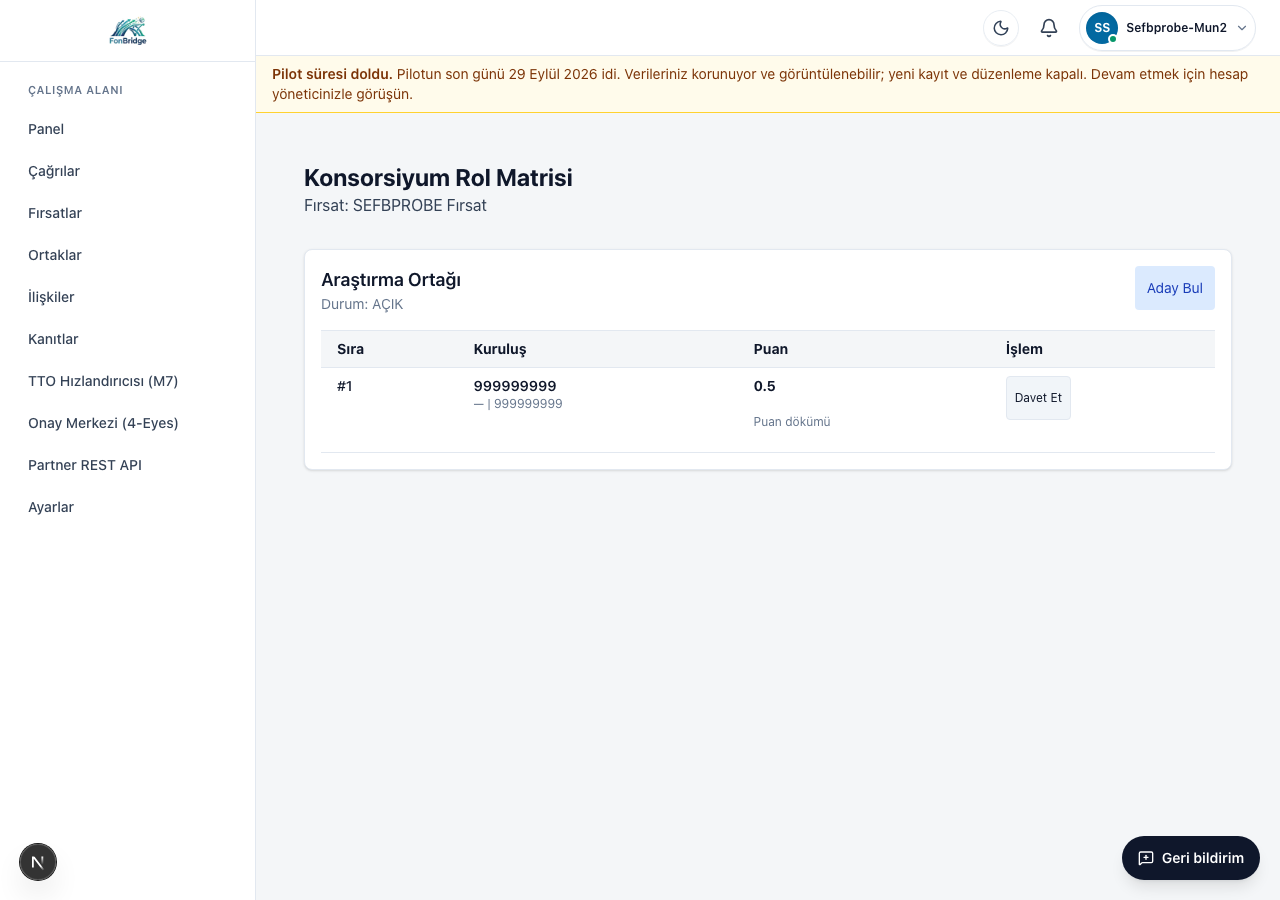 FonBridge
SS
Sefbprobe-Mun2
Pilot süresi doldu. Pilotun son günü 29 Eylül 2026 idi. Verileriniz korunuyor ve görüntülenebilir; yeni kayıt ve düzenleme kapalı. Devam etmek için hesap
yöneticinizle görüşün.
ÇALIŞMA ALANI
Panel
Çağrılar
Fırsatlar
Ortaklar
İlişkiler
Kanıtlar
TTO Hızlandırıcısı (M7)
Onay Merkezi (4-Eyes)
Partner REST API
Ayarlar
Konsorsiyum Rol Matrisi
Fırsat: SEFBPROBE Fırsat
Araştırma Ortağı
Durum: AÇIK
Aday Bul
Sıra Kuruluş Puan İşlem
#1 999999999 0.5 Davet Et
— | 999999999
Puan dökümü
N
Geri bildirim